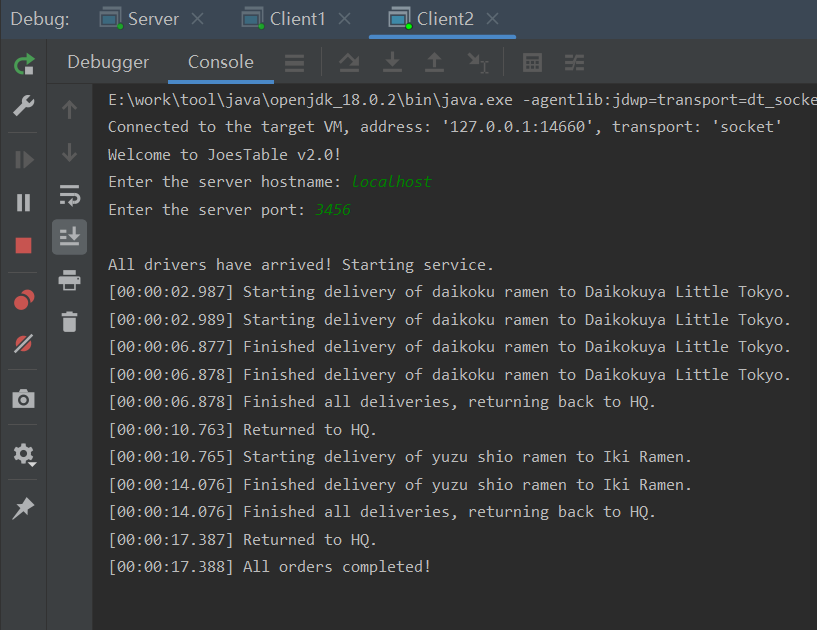 Debug: Server Client1 Client2
Debugger Console
E:\work\tool\java\openjdk_18.0.2\bin\java.exe -agentlib:jdwp=transport=dt_socke
Connected to the target VM, address: '127.0.0.1:14660', transport: 'socket'
Welcome to JoesTable v2.0!
Enter the server hostname: localhost
Enter the server port: 3456
All drivers have arrived! Starting service.
[00:00:02.987] Starting delivery of daikoku ramen to Daikokuya Little Tokyo.
[00:00:02.989] Starting delivery of daikoku ramen to Daikokuya Little Tokyo.
[00:00:06.877] Finished delivery of daikoku ramen to Daikokuya Little Tokyo.
[00:00:06.878] Finished delivery of daikoku ramen to Daikokuya Little Tokyo.
[00:00:06.878] Finished all deliveries, returning back to HQ.
[00:00:10.763] Returned to HQ.
[00:00:10.765] Starting delivery of yuzu shio ramen to Iki Ramen.
[00:00:14.076] Finished delivery of yuzu shio ramen to Iki Ramen.
[00:00:14.076] Finished all deliveries, returning back to HQ.
[00:00:17.387] Returned to HQ.
[00:00:17.388] All orders completed!